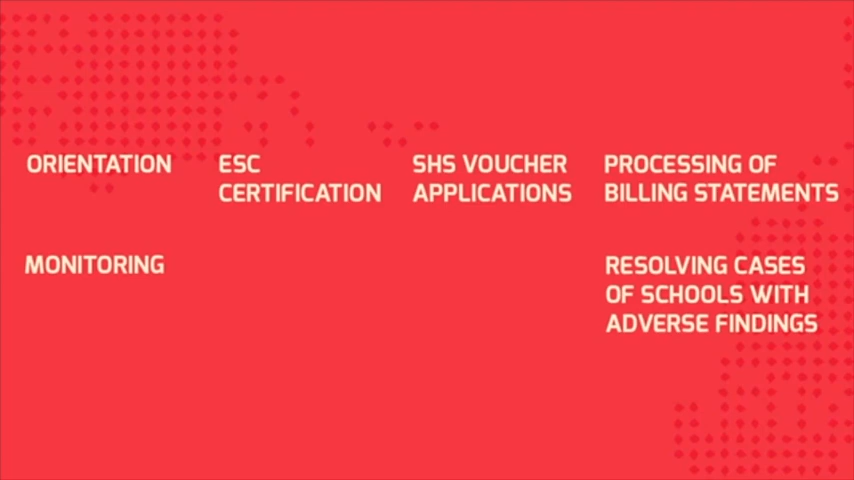 ORIENTATION
ESC
CERTIFICATION
SHS VOUCHER
APPLICATIONS
PROCESSING OF
BILLING STATEMENTS
MONITORING
RESOLVING CASES
OF SCHOOLS WITH
ADVERSE FINDINGS